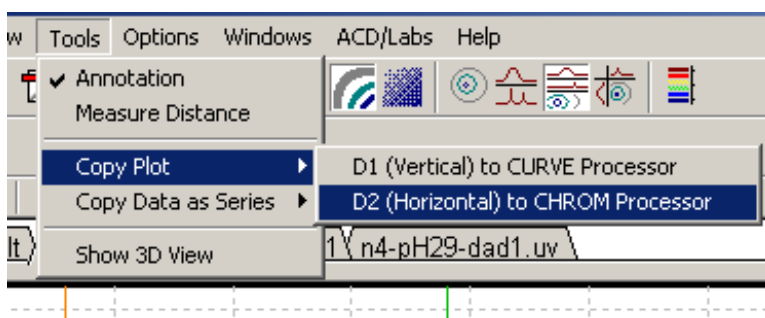 w Tools Options Windows ACD/Labs Help
Annotation
Measure Distance
Copy Plot
D1 (Vertical) to CURVE Processor
Copy Data as Series
D2 (Horizontal) to CHROM Processor
lt 1 n4-pH29-dad1.uv
Show 3D View